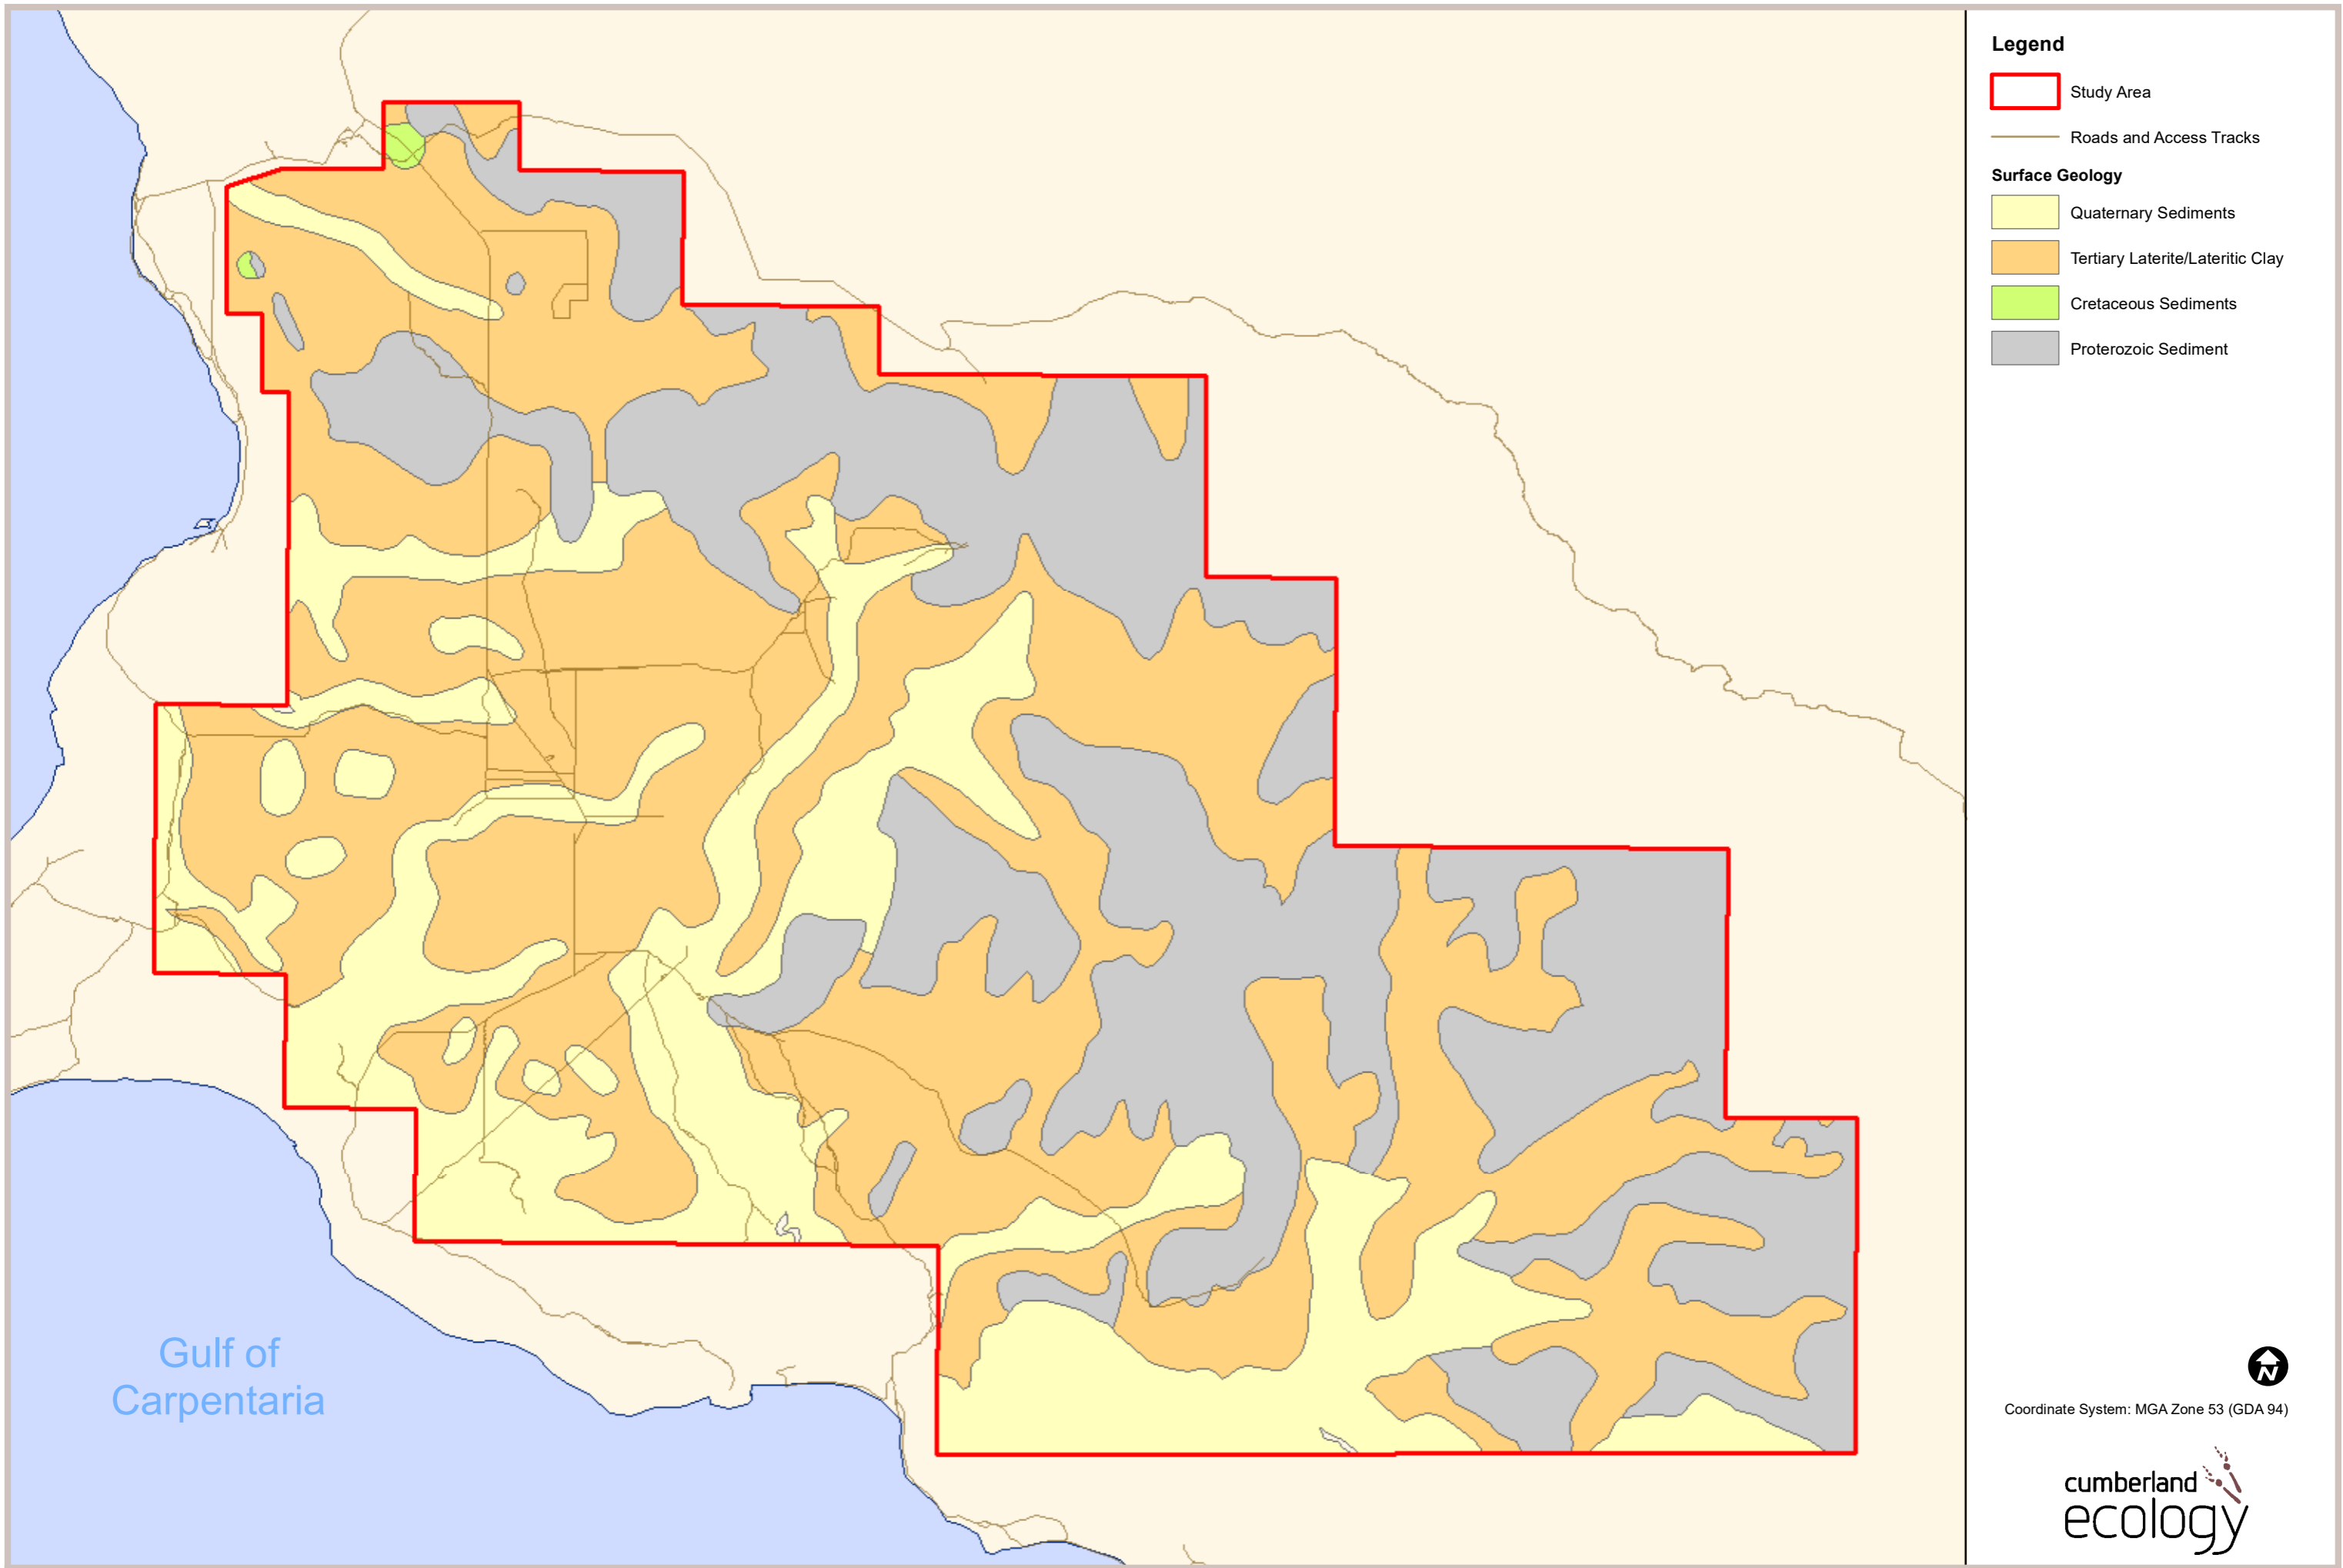 Legend
Study Area
Roads and Access Tracks
Surface Geology
Quaternary Sediments
Tertiary Laterite/Lateritic Clay
Cretaceous Sediments
Proterozoic Sediment
Gulf of
Carpentaria
N
Coordinate System: MGA Zone 53 (GDA 94)
cumberland
ecology